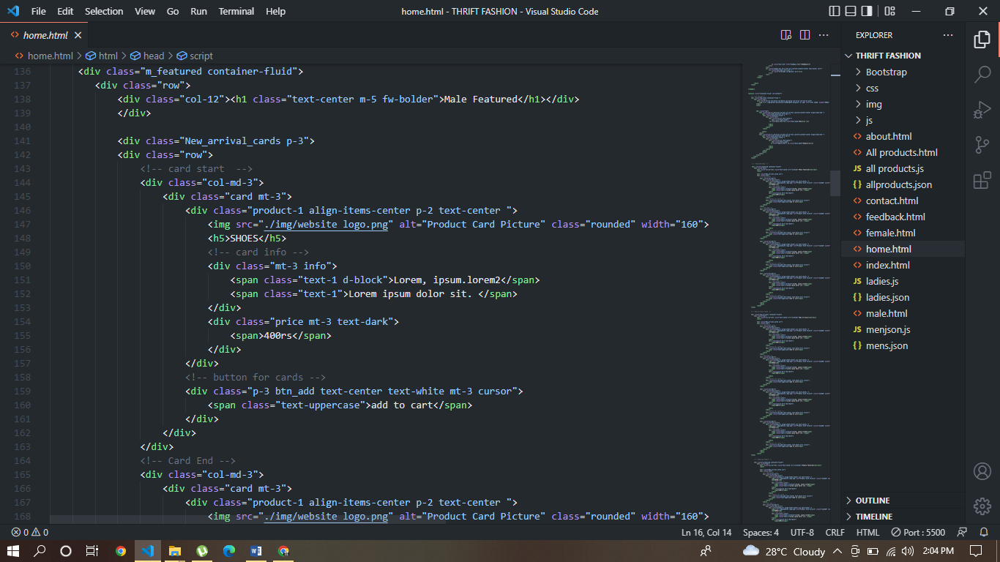 File Edit Selection View Go Run Terminal Help
home.html - THRIFT FASHION - Visual Studio Code
home.html
home.html > html > head > script
136 <div class="m_featured container-fluid">
137 <div class="row">
138 <div class="col-12"><h1 class="text-center m-5 fw-bolder">Male Featured</h1></div>
139 </div>
140
141 <div class="New_arrival_cards p-3">
142 <div class="row">
143 <!-- card start  -->
144 <div class="col-md-3">
145 <div class="card mt-3">
146 <div class="product-1 align-items-center p-2 text-center ">
147 <img src="./img/website logo.png" alt="Product Card Picture" class="rounded" width="160">
148 <h5>SHOES</h5>
149 <!-- card info -->
150 <div class="mt-3 info">
151 <span class="text-1 d-block">Lorem, ipsum.lorem2</span>
152 <span class="text-1">Lorem ipsum dolor sit. </span>
153 </div>
154 <div class="price mt-3 text-dark">
155 <span>400rs</span>
156 </div>
157 </div>
158 <!-- button for cards -->
159 <div class="p-3 btn_add text-center text-white mt-3 cursor">
160 <span class="text-uppercase">add to cart</span>
161 </div>
162 </div>
163 </div>
164 <!-- Card End -->
165 <div class="col-md-3">
166 <div class="card mt-3">
167 <div class="product-1 align-items-center p-2 text-center ">
168 <img src="./img/website logo.png" alt="Product Card Picture" class="rounded" width="160">
EXPLORER
THRIFT FASHION
Bootstrap
css
img
js
about.html
All products.html
JS all products.js
{} allproducts.json
contact.html
feedback.html
female.html
home.html
index.html
JS ladies.js
{} ladies.json
male.html
JS menjson.js
{} mens.json
OUTLINE
TIMELINE
0 0
Ln 16, Col 14 Spaces: 4 UTF-8 CRLF HTML Port : 5500
28°C Cloudy 2:04 PM